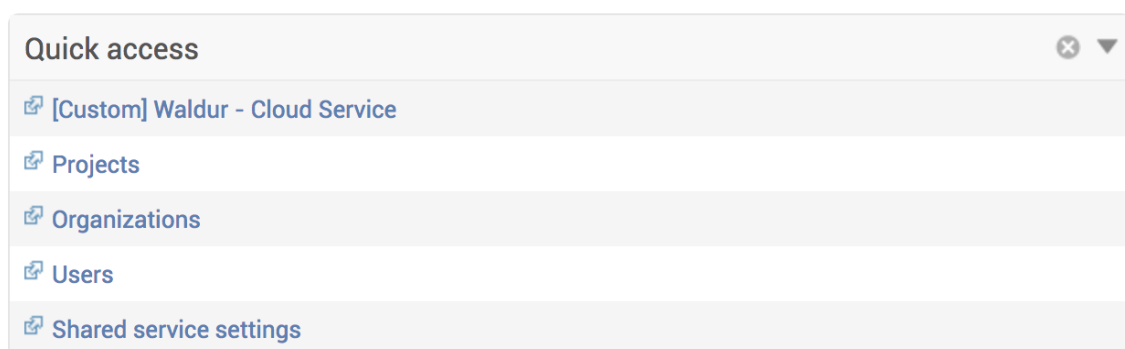 Quick access
[Custom] Waldur - Cloud Service
Projects
Organizations
Users
Shared service settings